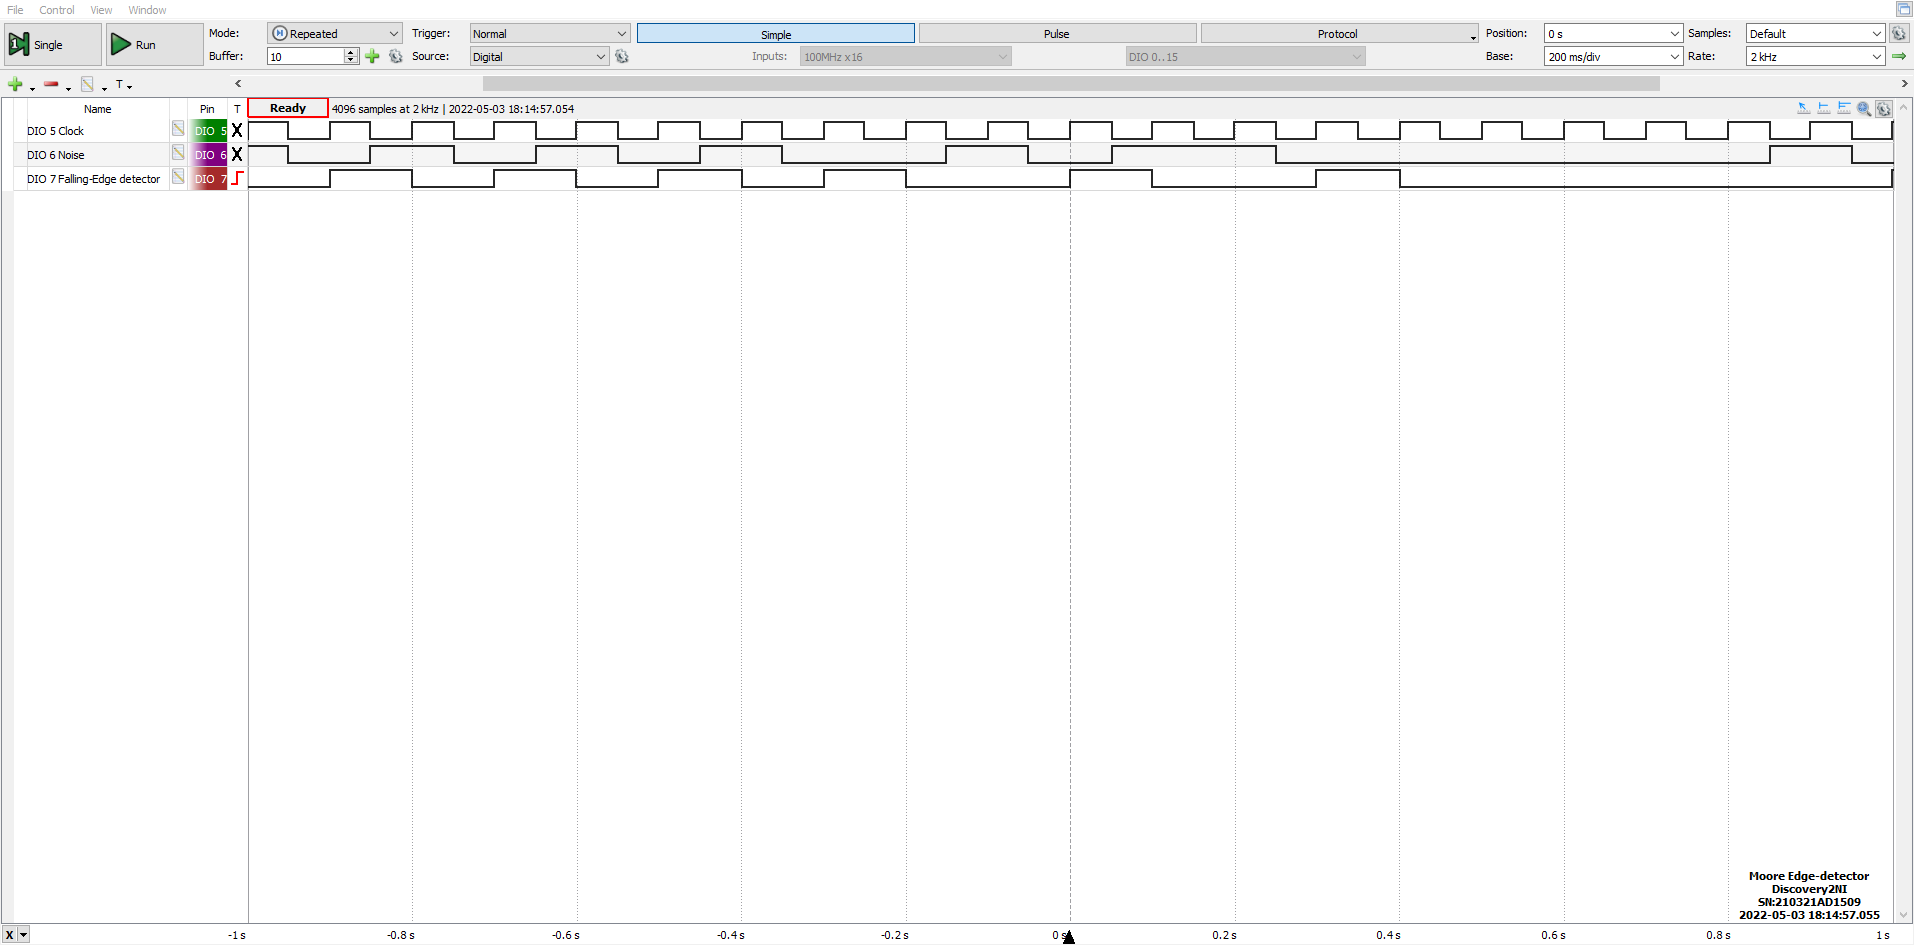 File Control View Window
Single Run Mode: Repeated Trigger: Normal Simple Pulse Protocol Position: 0 s Samples: Default
Buffer: 10 Source: Digital Inputs: 100MHz x16 DIO 0..15 Base: 200 ms/div Rate: 2 kHz
T
Name Pin T Ready 4096 samples at 2 kHz | 2022-05-03 18:14:57.054
DIO 5 Clock DIO 5 X
DIO 6 Noise DIO 6 X
DIO 7 Falling-Edge detector DIO 7
Moore Edge-detector
Discovery2NI
SN:210321AD1509
2022-05-03 18:14:57.055
X -1 s -0.8 s -0.6 s -0.4 s -0.2 s 0 s 0.2 s 0.4 s 0.6 s 0.8 s 1 s